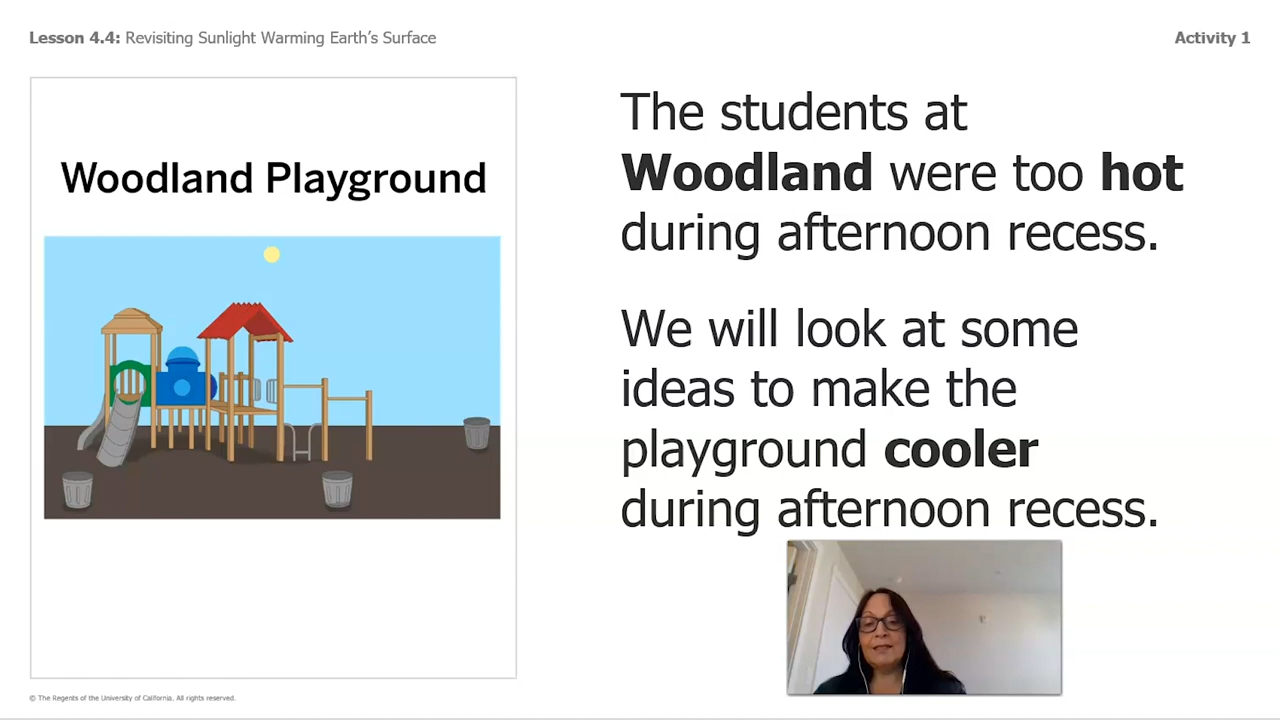 Lesson 4.4: Revisiting Sunlight Warming Earth's Surface
Activity 1
Woodland Playground
The students at
Woodland were too hot
during afternoon recess.
We will look at some
ideas to make the
playground cooler
during afternoon recess.
© The Regents of the University of California. All rights reserved.